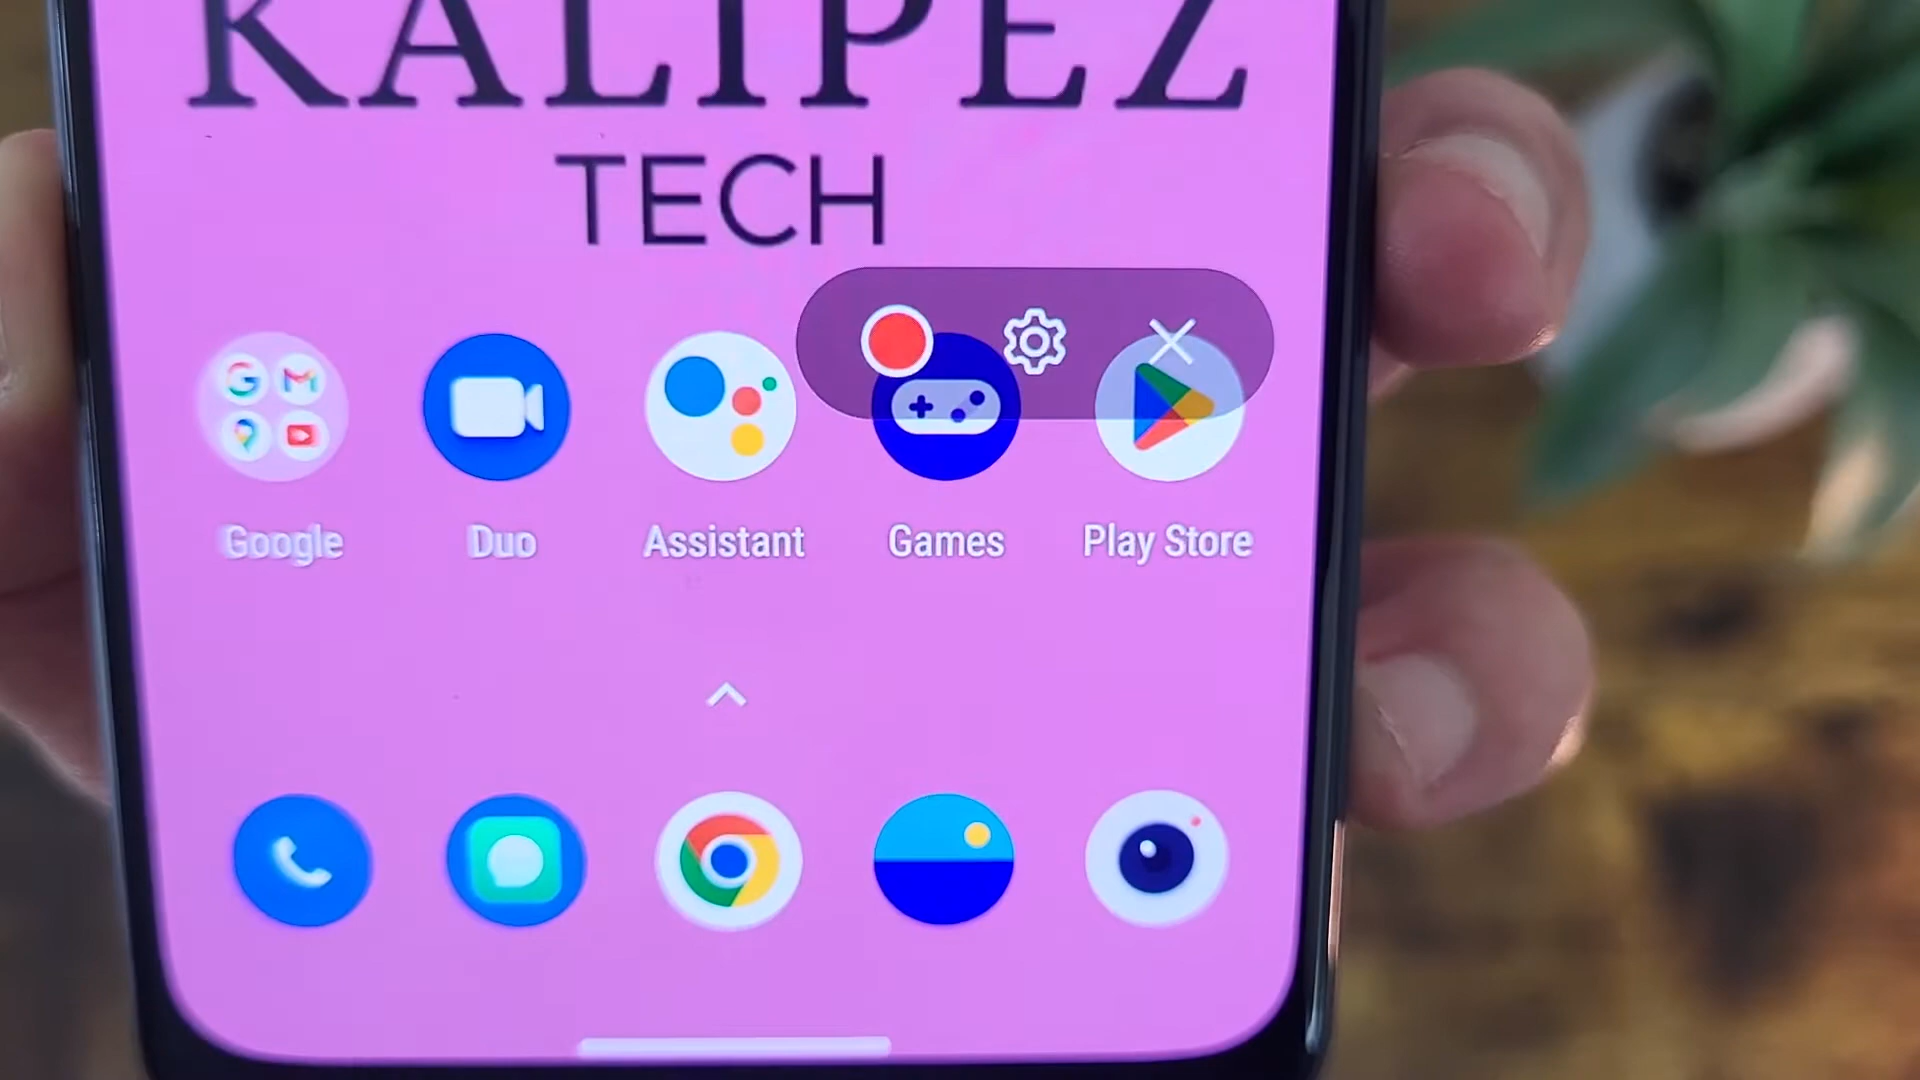 KALIPEZ
TECH
Google
Duo
Assistant
Games
Play Store